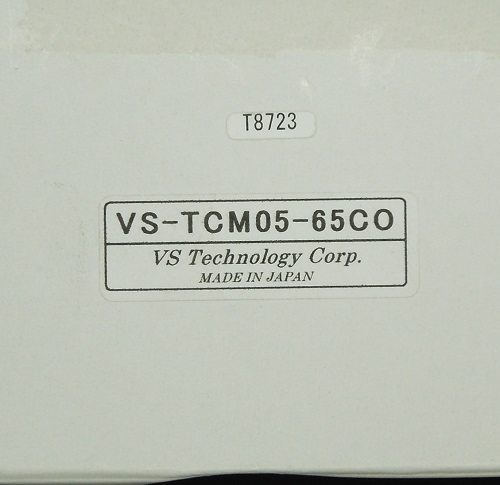 T8723
VS-TCM05-65CO
VS Technology Corp.
MADE IN JAPAN